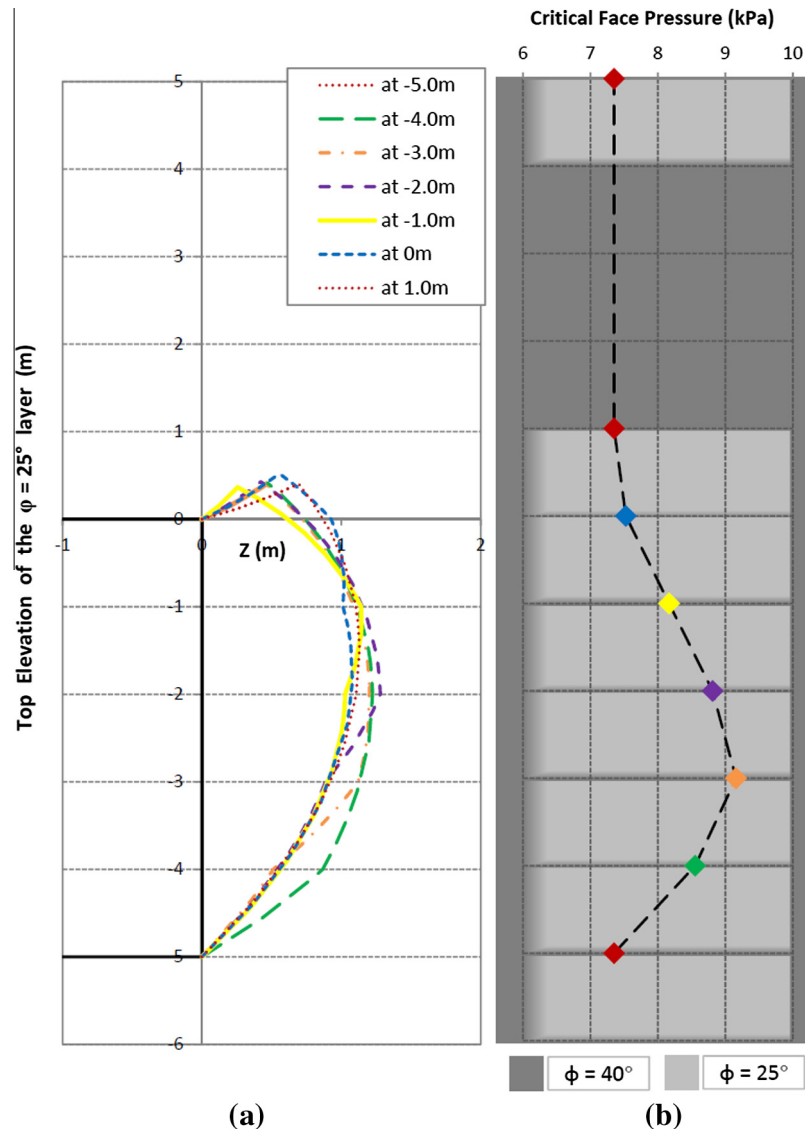 Critical Face Pressure (kPa)
6 7 8 9 10
5
4
3
2
1
0
-1
-2
-3
-4
-5
-6
-1 0 1 2
Z (m)
Top Elevation of the φ = 25° layer (m)
at -5.0m
at -4.0m
at -3.0m
at -2.0m
at -1.0m
at 0m
at 1.0m
ϕ = 40°
ϕ = 25°
(a)
(b)